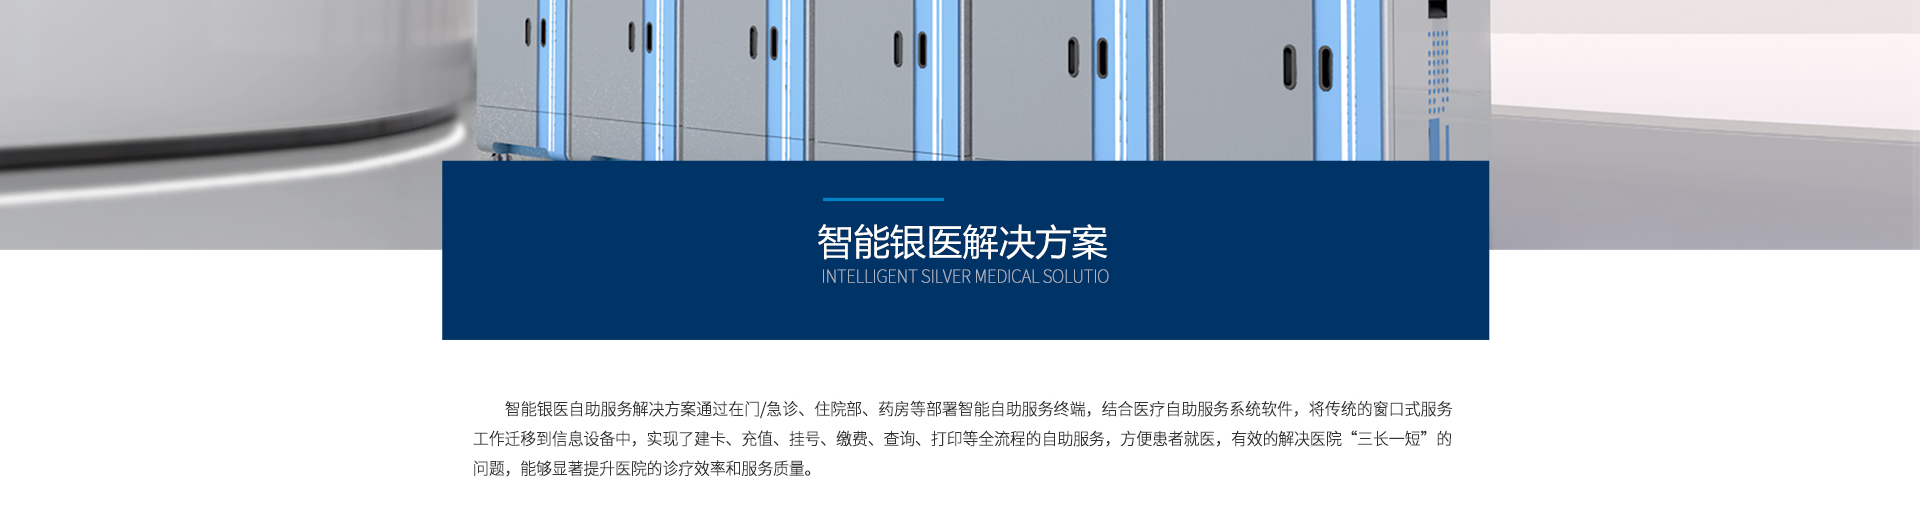 智能银医解决方案
INTELLIGENT SILVER MEDICAL SOLUTIO
智能银医自助服务解决方案通过在门/急诊、住院部、药房等部署智能自助服务终端，结合医疗自助服务系统软件，将传统的窗口式服务
工作迁移到信息设备中，实现了建卡、充值、挂号、缴费、查询、打印等全流程的自助服务，方便患者就医，有效的解决医院“三长一短”的
问题，能够显著提升医院的诊疗效率和服务质量。